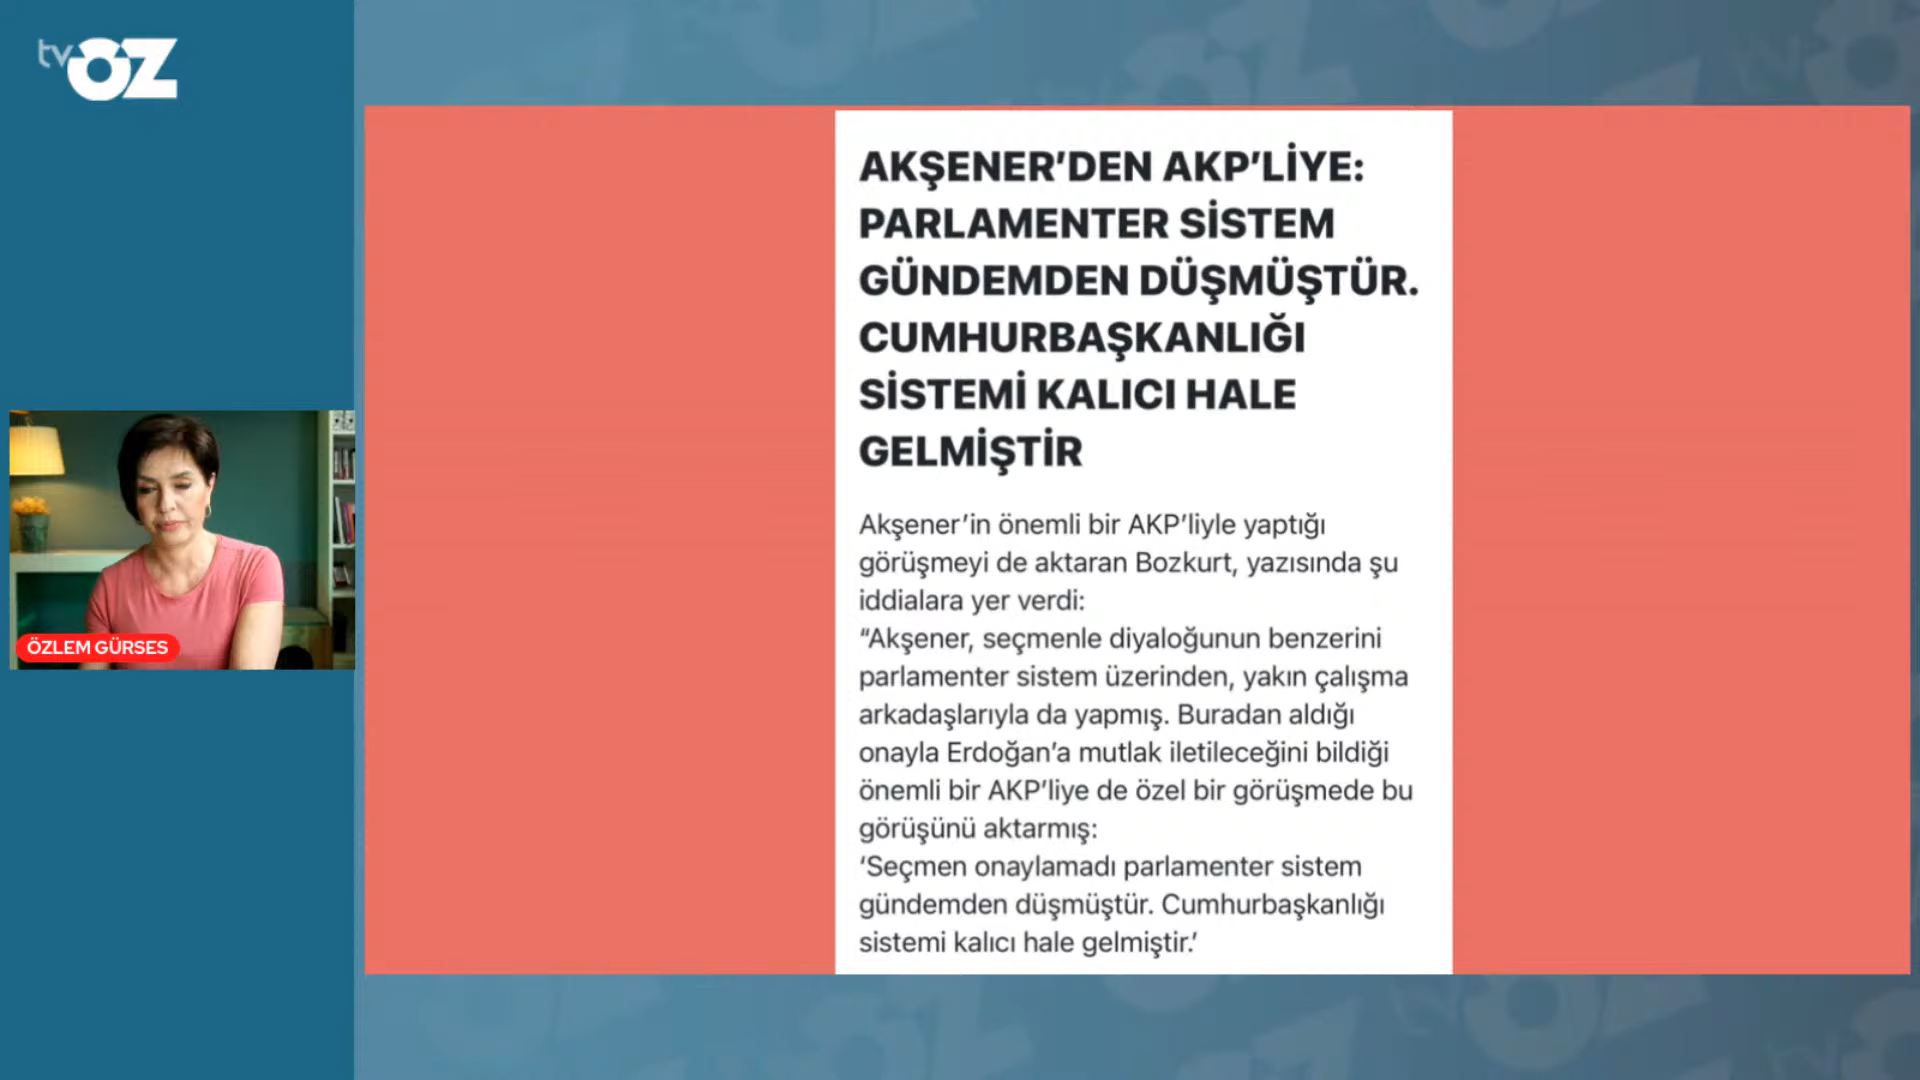 tvÖZ
AKŞENER’DEN AKP’LİYE:
PARLAMENTER SİSTEM
GÜNDEMDEN DÜŞMÜŞTÜR.
CUMHURBAŞKANLIĞI
SİSTEMİ KALICI HALE
GELMİŞTİR
Akşener’in önemli bir AKP’liyle yaptığı
görüşmeyi de aktaran Bozkurt, yazısında şu
iddialara yer verdi:
“Akşener, seçmenle diyaloğunun benzerini
parlamenter sistem üzerinden, yakın çalışma
arkadaşlarıyla da yapmış. Buradan aldığı
onayla Erdoğan’a mutlak iletileceğini bildiği
önemli bir AKP’liye de özel bir görüşmede bu
görüşünü aktarmış:
‘Seçmen onaylamadı parlamenter sistem
gündemden düşmüştür. Cumhurbaşkanlığı
sistemi kalıcı hale gelmiştir.’
ÖZLEM GÜRSES